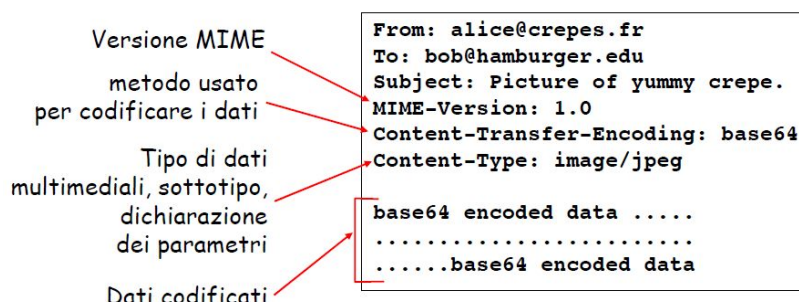 Versione MIME
metodo usato
per codificare i dati
Tipo di dati
multimediali, sottotipo,
dichiarazione
dei parametri
Dati codificati
From: alice@crepes.fr
To: bob@hamburger.edu
Subject: Picture of yummy crepe.
MIME-Version: 1.0
Content-Transfer-Encoding: base64
Content-Type: image/jpeg
base64 encoded data .....
.........................
......base64 encoded data